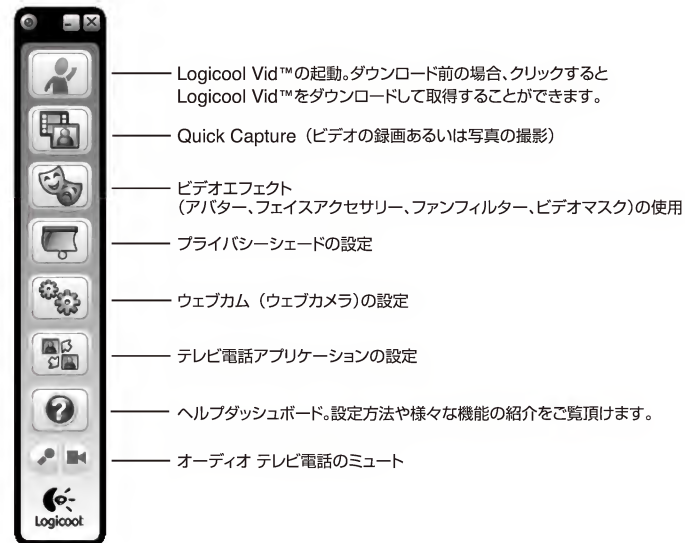 Logicool Vid™の起動。ダウンロード前の場合、クリックすると
Logicool Vid™をダウンロードして取得することができます。
Quick Capture（ビデオの録画あるいは写真の撮影）
ビデオエフェクト
（アバター、フェイスアクセサリー、ファンフィルター、ビデオマスク）の使用
プライバシーシェードの設定
ウェブカム（ウェブカメラ）の設定
テレビ電話アプリケーションの設定
ヘルプダッシュボード。設定方法や様々な機能の紹介をご覧頂けます。
オーディオ テレビ電話のミュート
Logicool